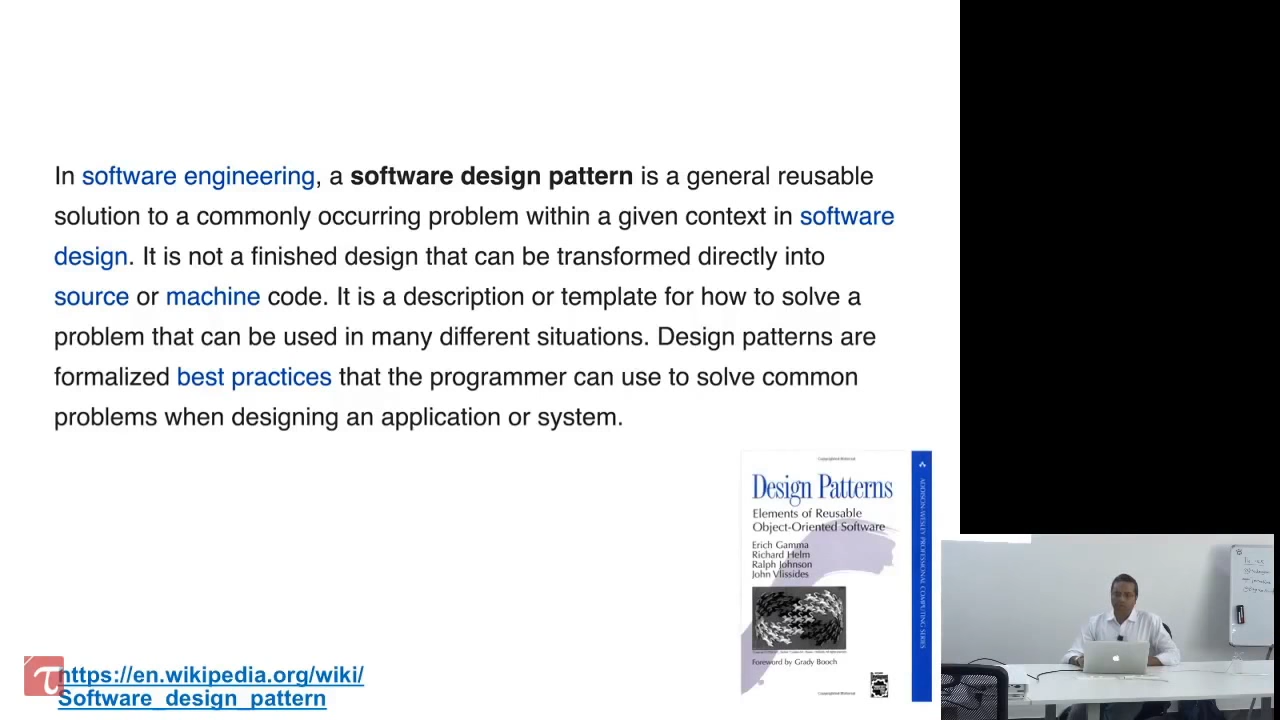 In software engineering, a software design pattern is a general reusable
solution to a commonly occurring problem within a given context in software
design. It is not a finished design that can be transformed directly into
source or machine code. It is a description or template for how to solve a
problem that can be used in many different situations. Design patterns are
formalized best practices that the programmer can use to solve common
problems when designing an application or system.
Design Patterns
Elements of Reusable
Object-Oriented Software
Erich Gamma
Richard Helm
Ralph Johnson
John Vlissides
Foreword by Grady Booch
ADDISON-WESLEY PROFESSIONAL COMPUTING SERIES
https://en.wikipedia.org/wiki/
Software_design_pattern